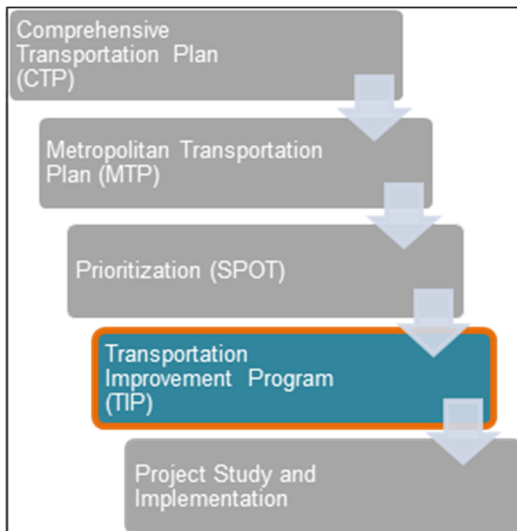 Comprehensive
Transportation Plan
(CTP)
Metropolitan Transportation
Plan (MTP)
Prioritization (SPOT)
Transportation
Improvement Program
(TIP)
Project Study and
Implementation